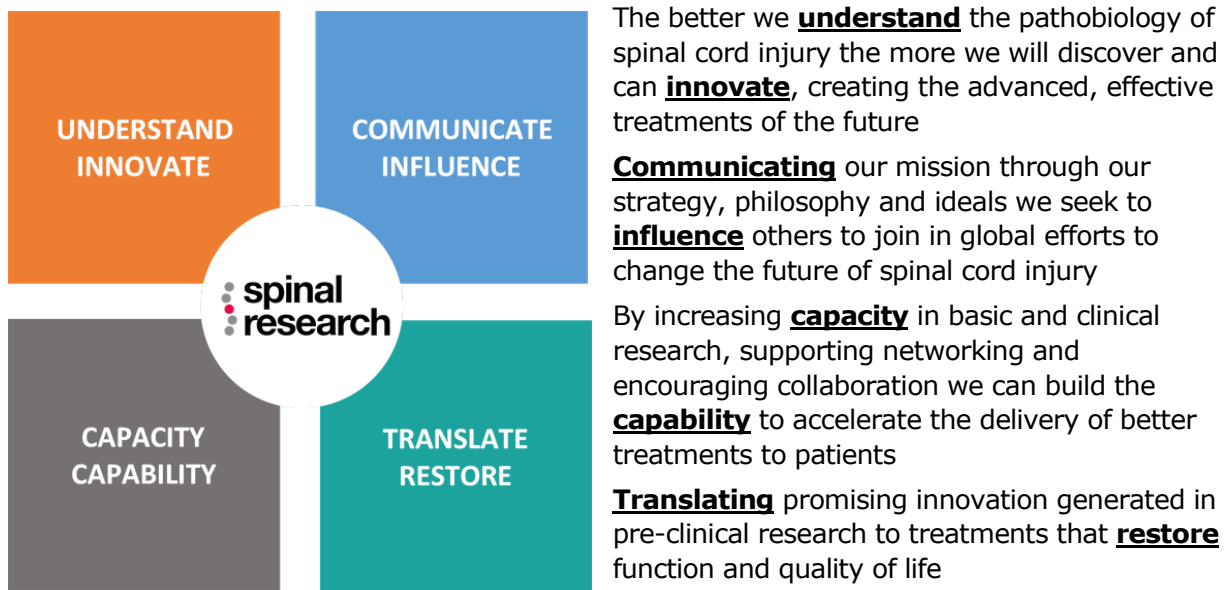 UNDERSTAND
INNOVATE
COMMUNICATE
INFLUENCE
spinal
research
CAPACITY
CAPABILITY
TRANSLATE
RESTORE
The better we understand the pathobiology of
spinal cord injury the more we will discover and
can innovate, creating the advanced, effective
treatments of the future
Communicating our mission through our
strategy, philosophy and ideals we seek to
influence others to join in global efforts to
change the future of spinal cord injury
By increasing capacity in basic and clinical
research, supporting networking and
encouraging collaboration we can build the
capability to accelerate the delivery of better
treatments to patients
Translating promising innovation generated in
pre-clinical research to treatments that restore
function and quality of life